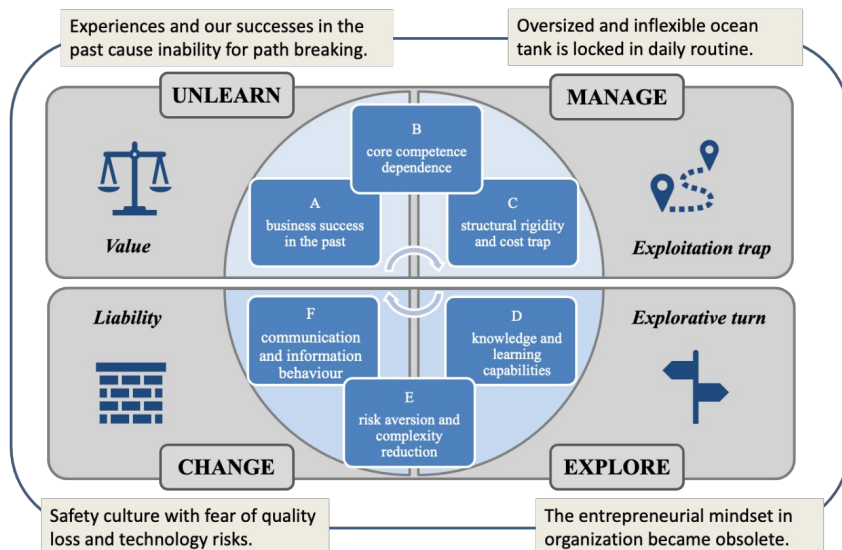 Experiences and our successes in the
past cause inability for path breaking.
Oversized and inflexible ocean
tank is locked in daily routine.
UNLEARN
MANAGE
B
core competence
dependence
A
business success
in the past
C
structural rigidity
and cost trap
Value
Exploitation trap
Liability
Explorative turn
F
communication
and information
behaviour
D
knowledge and
learning
capabilities
E
risk aversion and
complexity
reduction
CHANGE
EXPLORE
Safety culture with fear of quality
loss and technology risks.
The entrepreneurial mindset in
organization became obsolete.